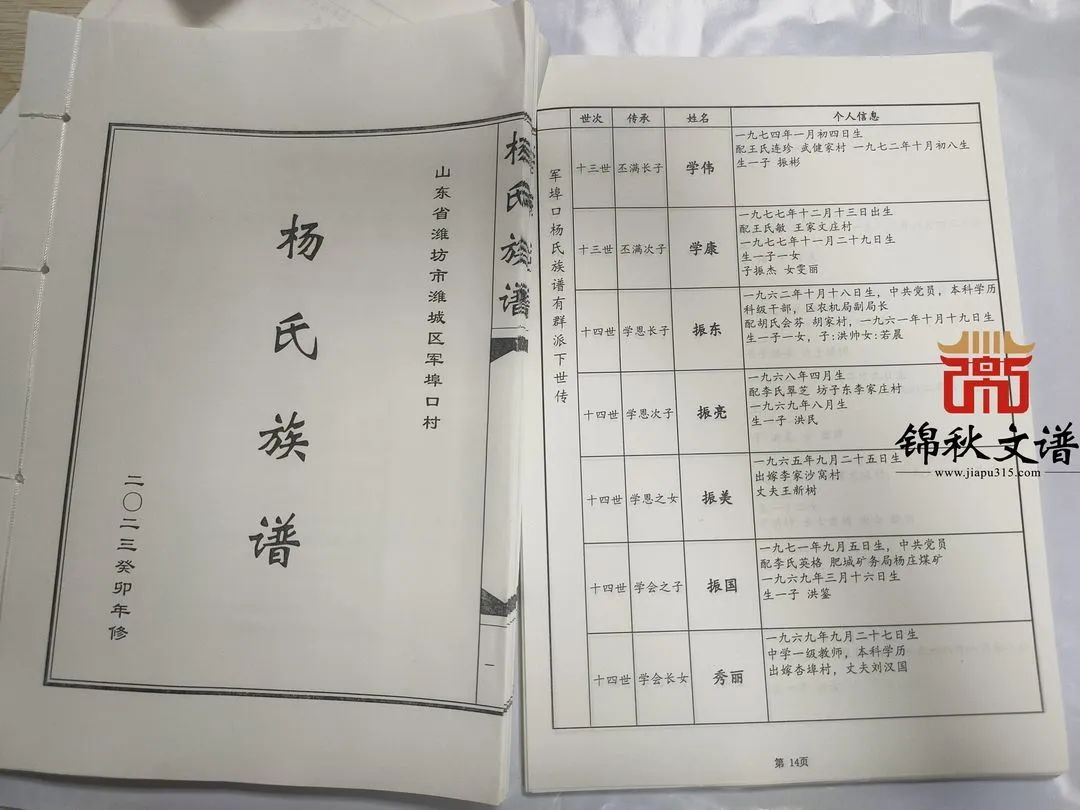 山东省潍坊市潍城区军埠口村
杨氏族谱
二〇二三癸卯年修
杨氏族谱
一
军埠口杨氏族谱有群派下世传
世次 传承 姓名 个人信息
十三世 丕满长子 学伟
一九七四年一月初四日生
配王氏连珍 武健家村 一九七二年十月初八生
生一子 振彬
十三世 丕满次子 学康
一九七七年十二月十三日出生
配王氏敏 王家文庄村
一九七七年十一月二十九日生
生一子一女
子振杰 女雯丽
十四世 学恩长子 振东
一九六二年十月十八日生，中共党员，本科学历
科级干部，区农机局副局长
配胡氏会芬 胡家村，一九六一年十月十九日生
生一子一女，子:洪帅女:若晨
十四世 学恩次子 振亮
一九六八年四月生
配李氏翠芝 坊子东李家庄村
一九六九年八月生
生一子 洪民
十四世 学恩之女 振美
一九六五年九月二十五日生
出嫁李家沙窝村
丈夫王新树
十四世 学会之子 振国
一九七一年九月五日生，中共党员
配李氏英格 肥城矿务局杨庄煤矿
一九六九年三月十六日生
生一子 洪鉴
十四世 学会长女 秀丽
一九六九年九月二十七日生
中学一级教师，本科学历
出嫁杏埠村，丈夫刘汉国
第 14页
锦秋文谱
www.jiapu315.com